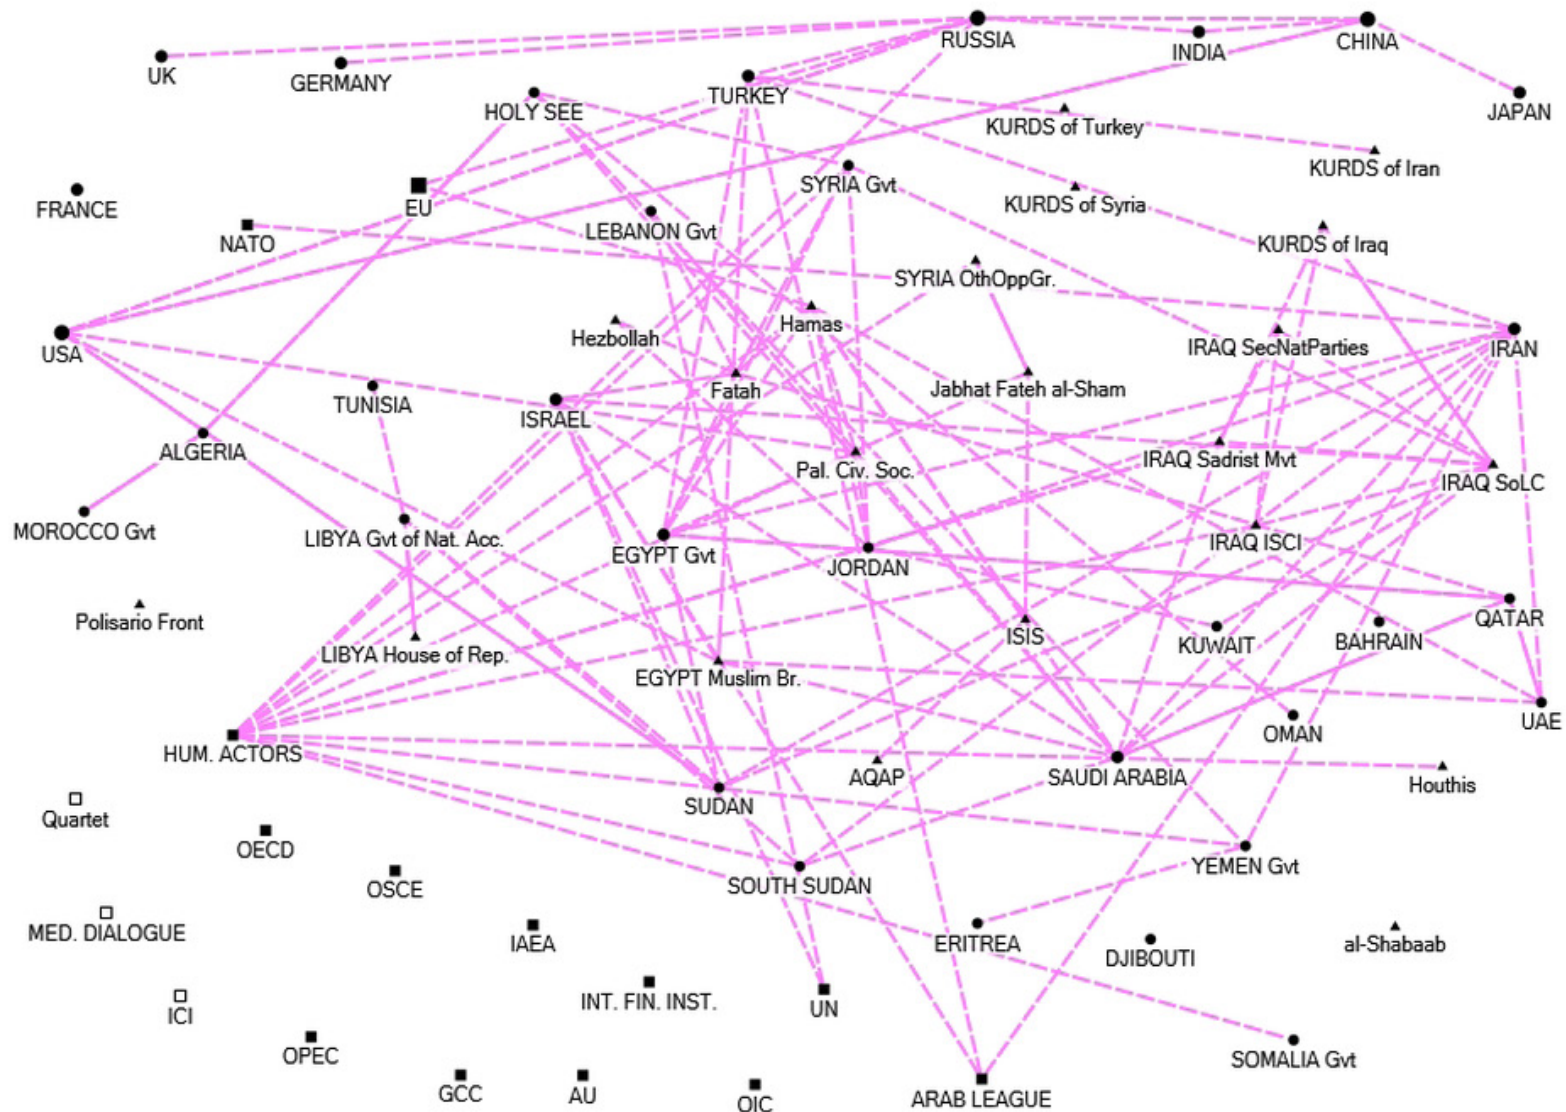 RUSSIA
INDIA
CHINA
UK
GERMANY
TURKEY
HOLY SEE
JAPAN
KURDS of Turkey
KURDS of Iran
FRANCE
EU
SYRIA Gvt
KURDS of Syria
NATO
LEBANON Gvt
KURDS of Iraq
SYRIA OthOppGr.
USA
Hezbollah
Hamas
IRAQ SecNatParties
IRAN
TUNISIA
ISRAEL
Fatah
Jabhat Fateh al-Sham
ALGERIA
Pal. Civ. Soc.
IRAQ Sadrist Mvt
IRAQ SoLC
MOROCCO Gvt
LIBYA Gvt of Nat. Acc.
EGYPT Gvt
JORDAN
IRAQ ISCI
Polisario Front
LIBYA House of Rep.
ISIS
KUWAIT
BAHRAIN
QATAR
EGYPT Muslim Br.
HUM. ACTORS
OMAN
UAE
SUDAN
AQAP
SAUDI ARABIA
Houthis
Quartet
OECD
OSCE
SOUTH SUDAN
YEMEN Gvt
MED. DIALOGUE
IAEA
ERITREA
DJIBOUTI
al-Shabaab
ICI
INT. FIN. INST.
UN
OPEC
SOMALIA Gvt
GCC
AU
OIC
ARAB LEAGUE